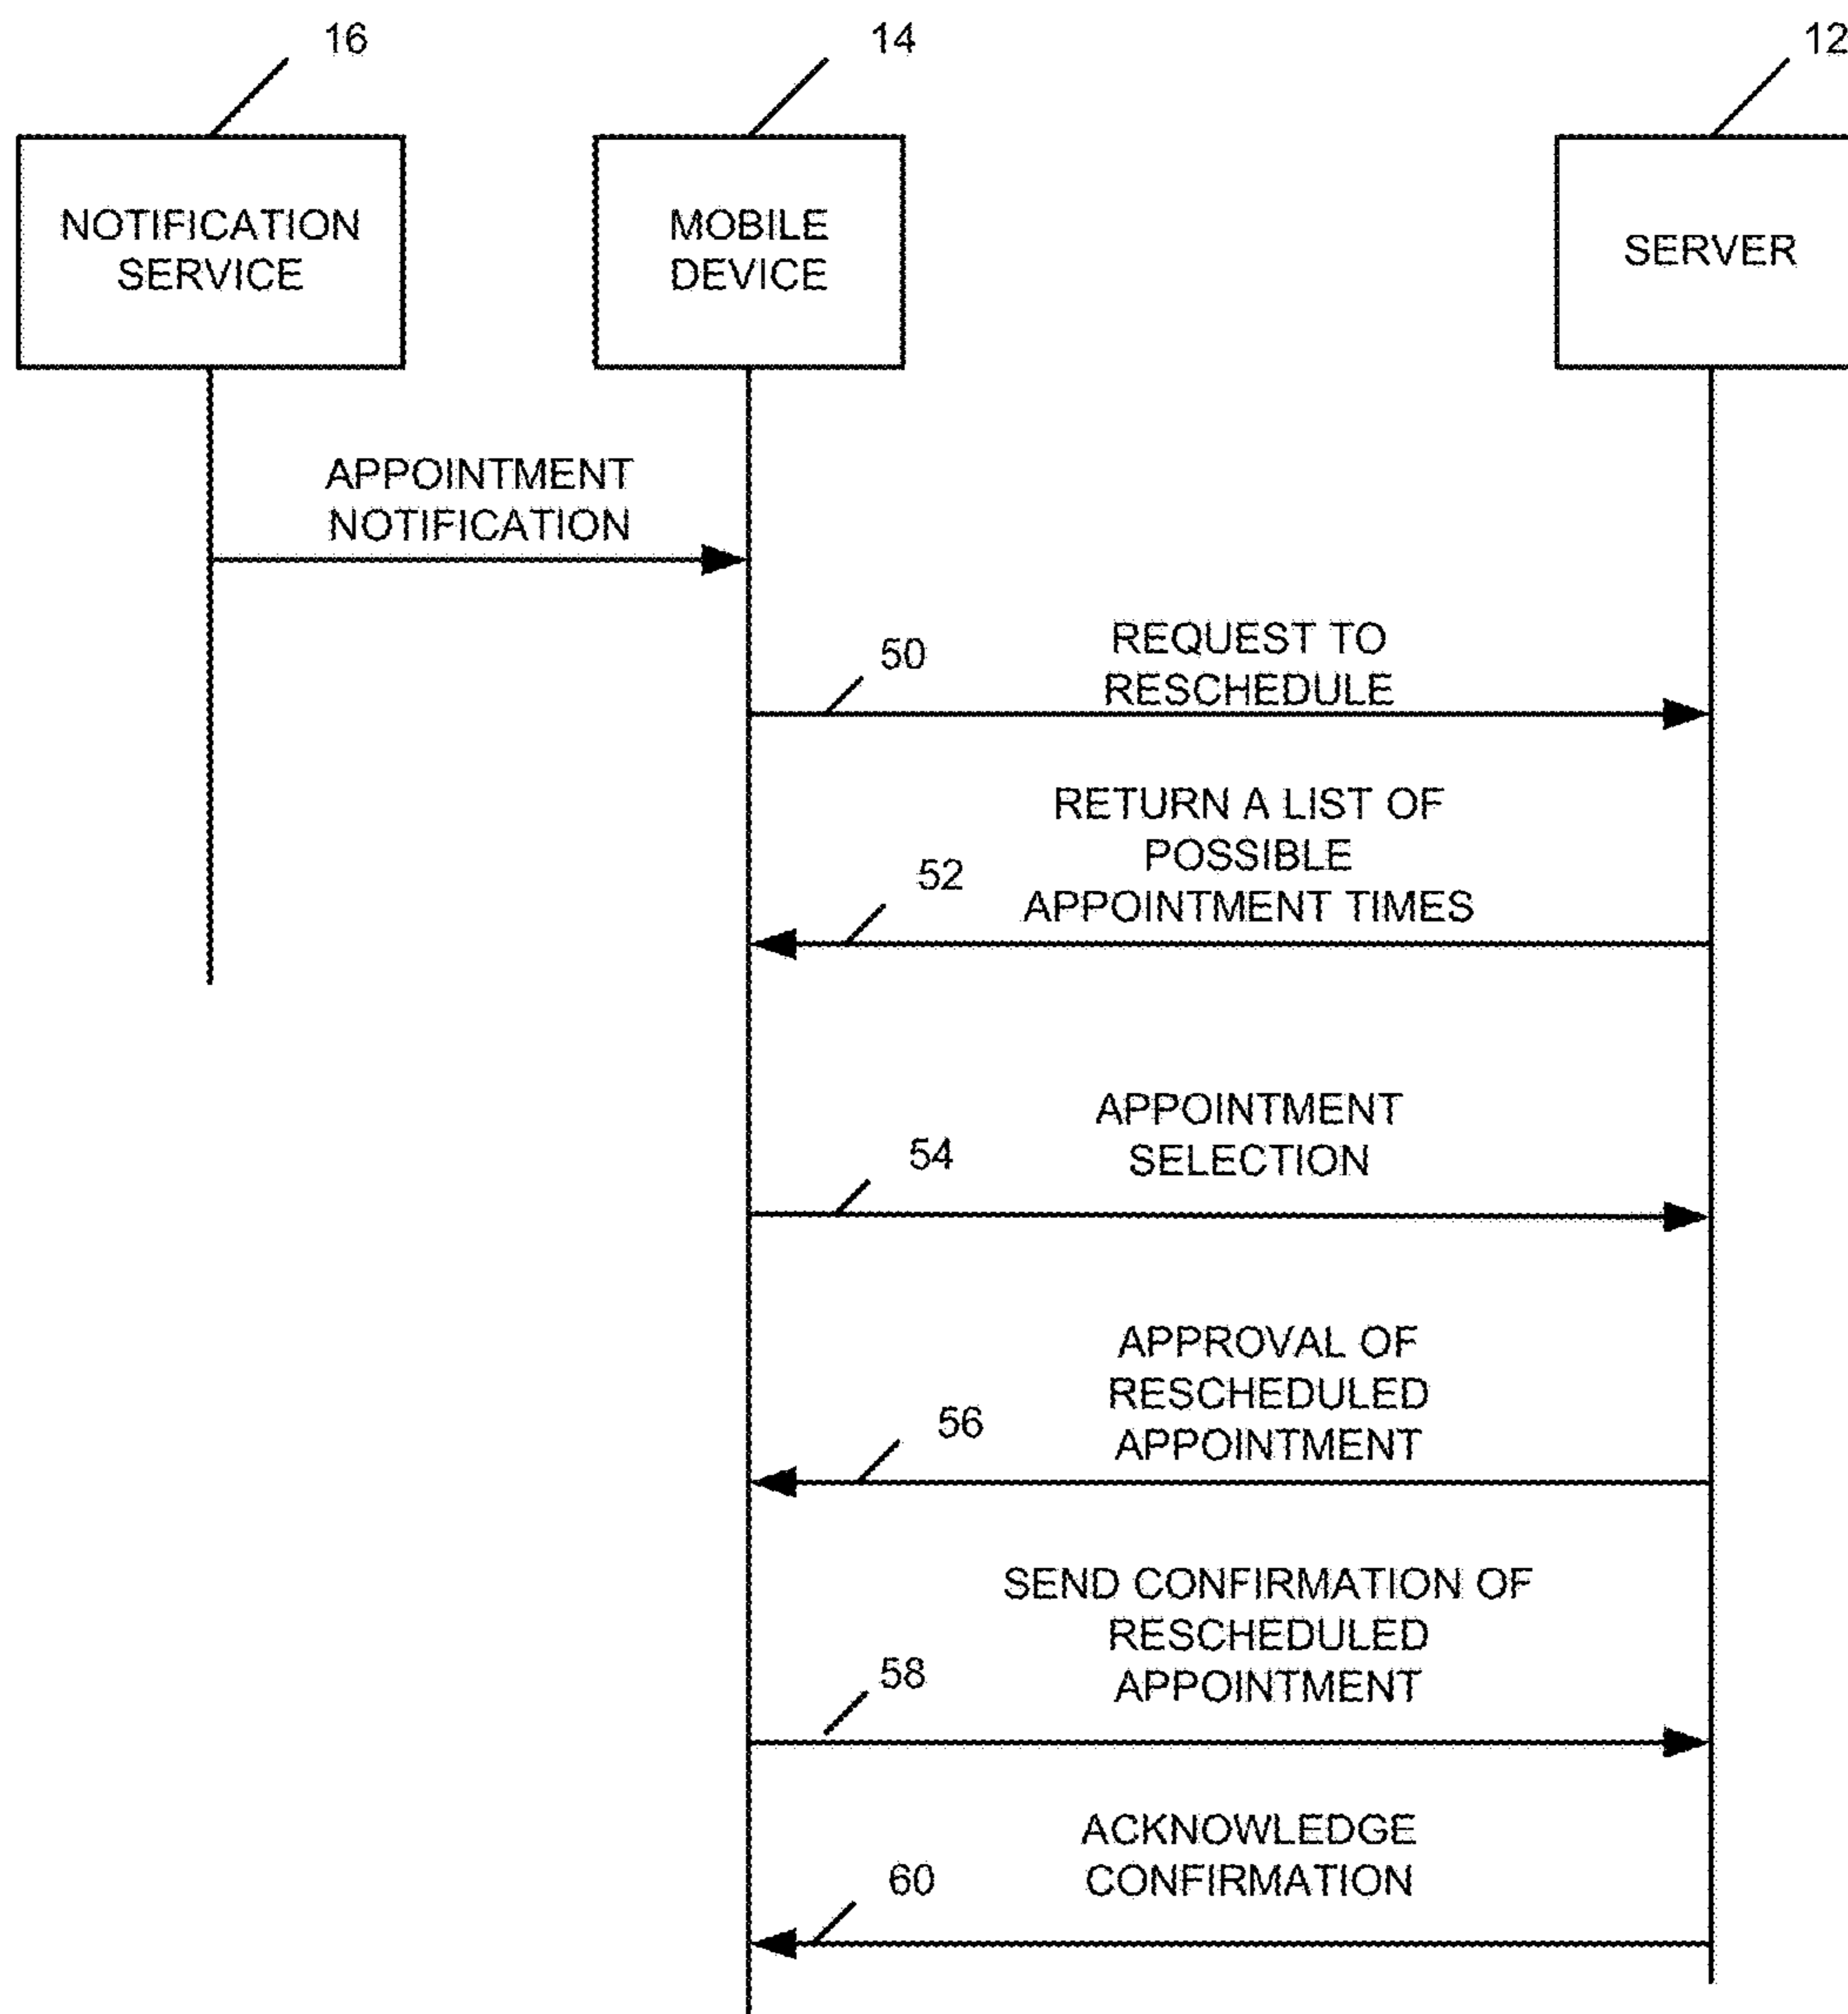 16
14
12
NOTIFICATION
SERVICE
MOBILE
DEVICE
SERVER
APPOINTMENT
NOTIFICATION
50
REQUEST TO
RESCHEDULE
RETURN A LIST OF
POSSIBLE
52
APPOINTMENT TIMES
APPOINTMENT
54
SELECTION
APPROVAL OF
RESCHEDULED
56
APPOINTMENT
SEND CONFIRMATION OF
RESCHEDULED
58
APPOINTMENT
ACKNOWLEDGE
60
CONFIRMATION